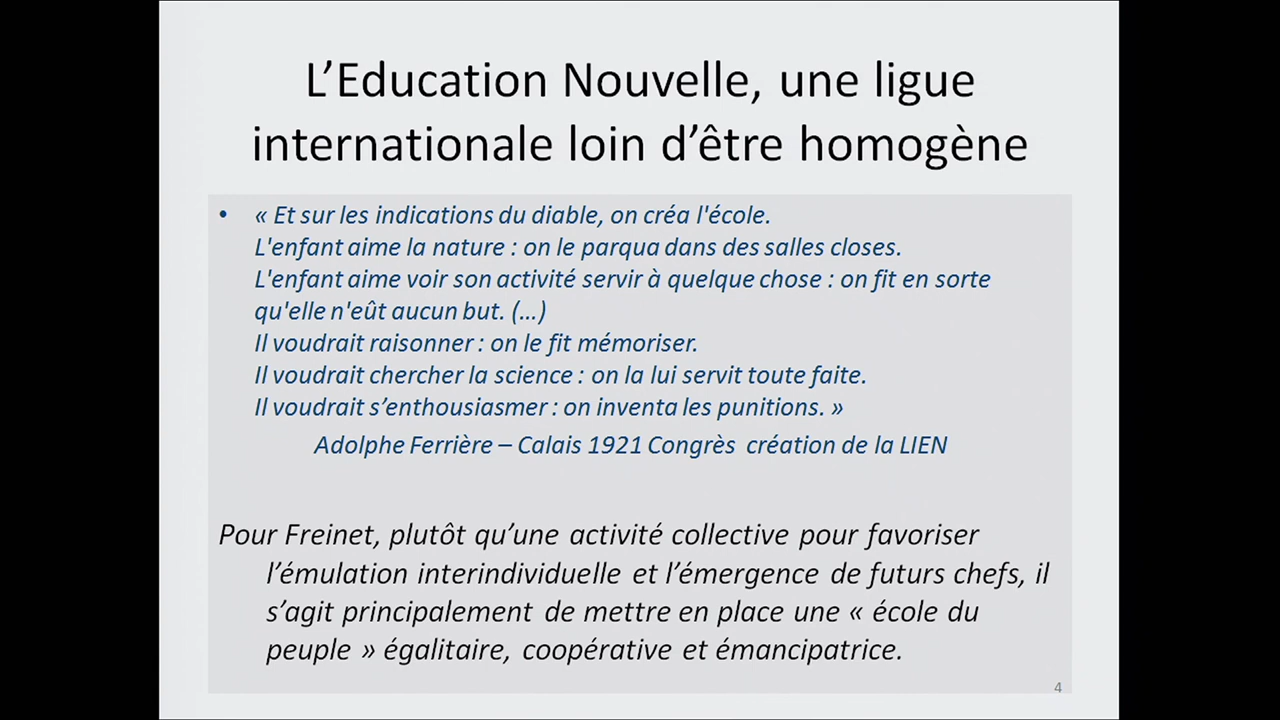 L’Education Nouvelle, une ligue
internationale loin d’être homogène
• « Et sur les indications du diable, on créa l'école.
L'enfant aime la nature : on le parqua dans des salles closes.
L'enfant aime voir son activité servir à quelque chose : on fit en sorte
qu'elle n'eût aucun but. (…)
Il voudrait raisonner : on le fit mémoriser.
Il voudrait chercher la science : on la lui servit toute faite.
Il voudrait s’enthousiasmer : on inventa les punitions. »
Adolphe Ferrière – Calais 1921 Congrès création de la LIEN
Pour Freinet, plutôt qu’une activité collective pour favoriser
l’émulation interindividuelle et l’émergence de futurs chefs, il
s’agit principalement de mettre en place une « école du
peuple » égalitaire, coopérative et émancipatrice.
4